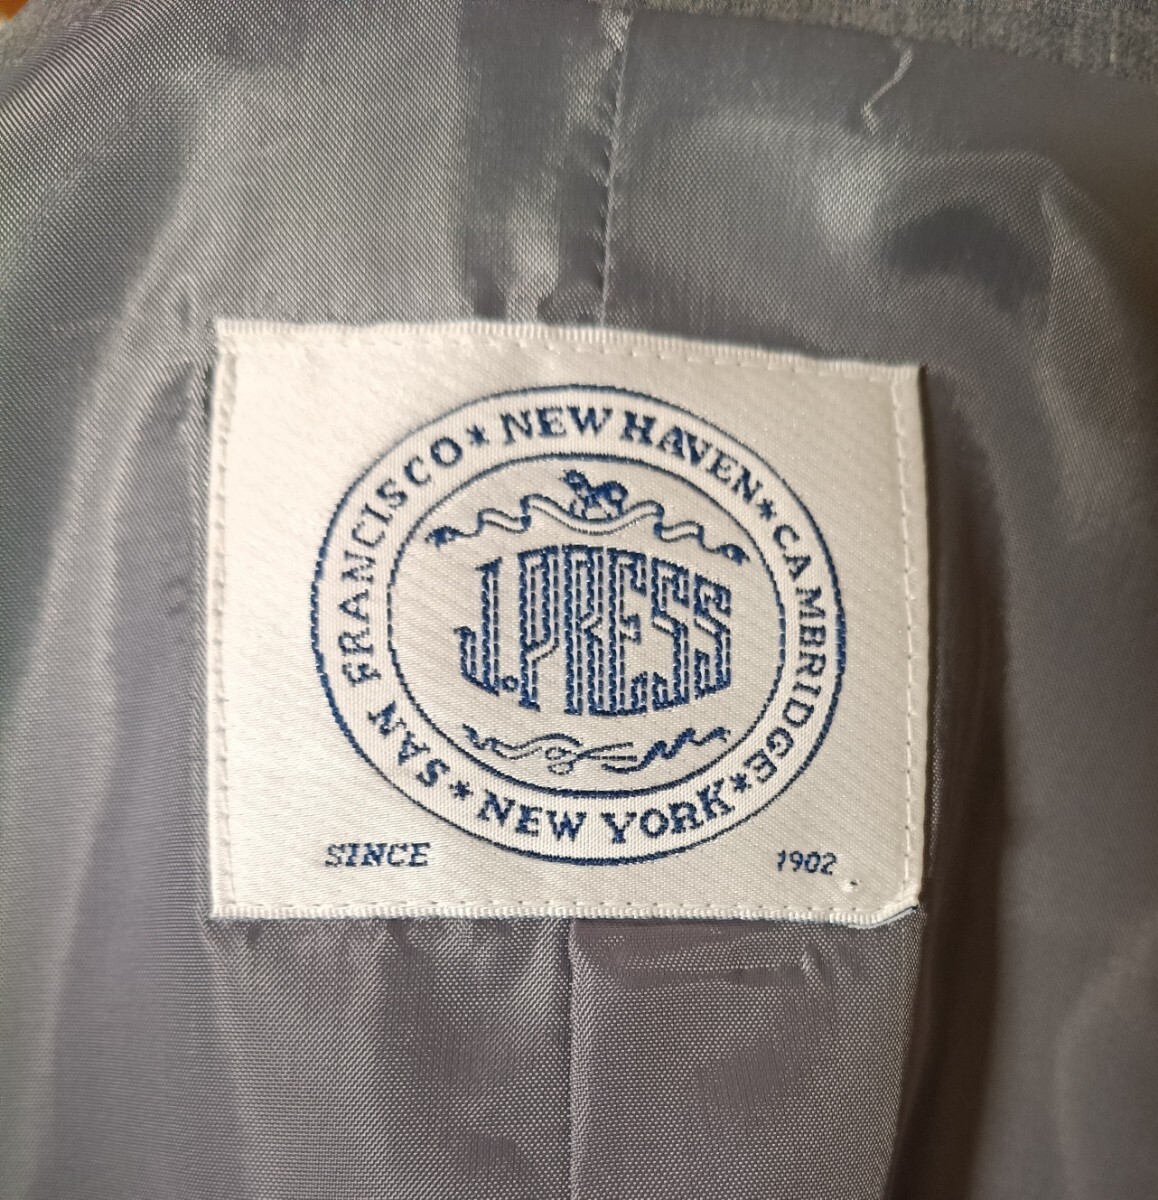 SAN FRANCISCO * NEW HAVEN * CAMBRIDGE * NEW YORK *
J.PRESS
SINCE 1902